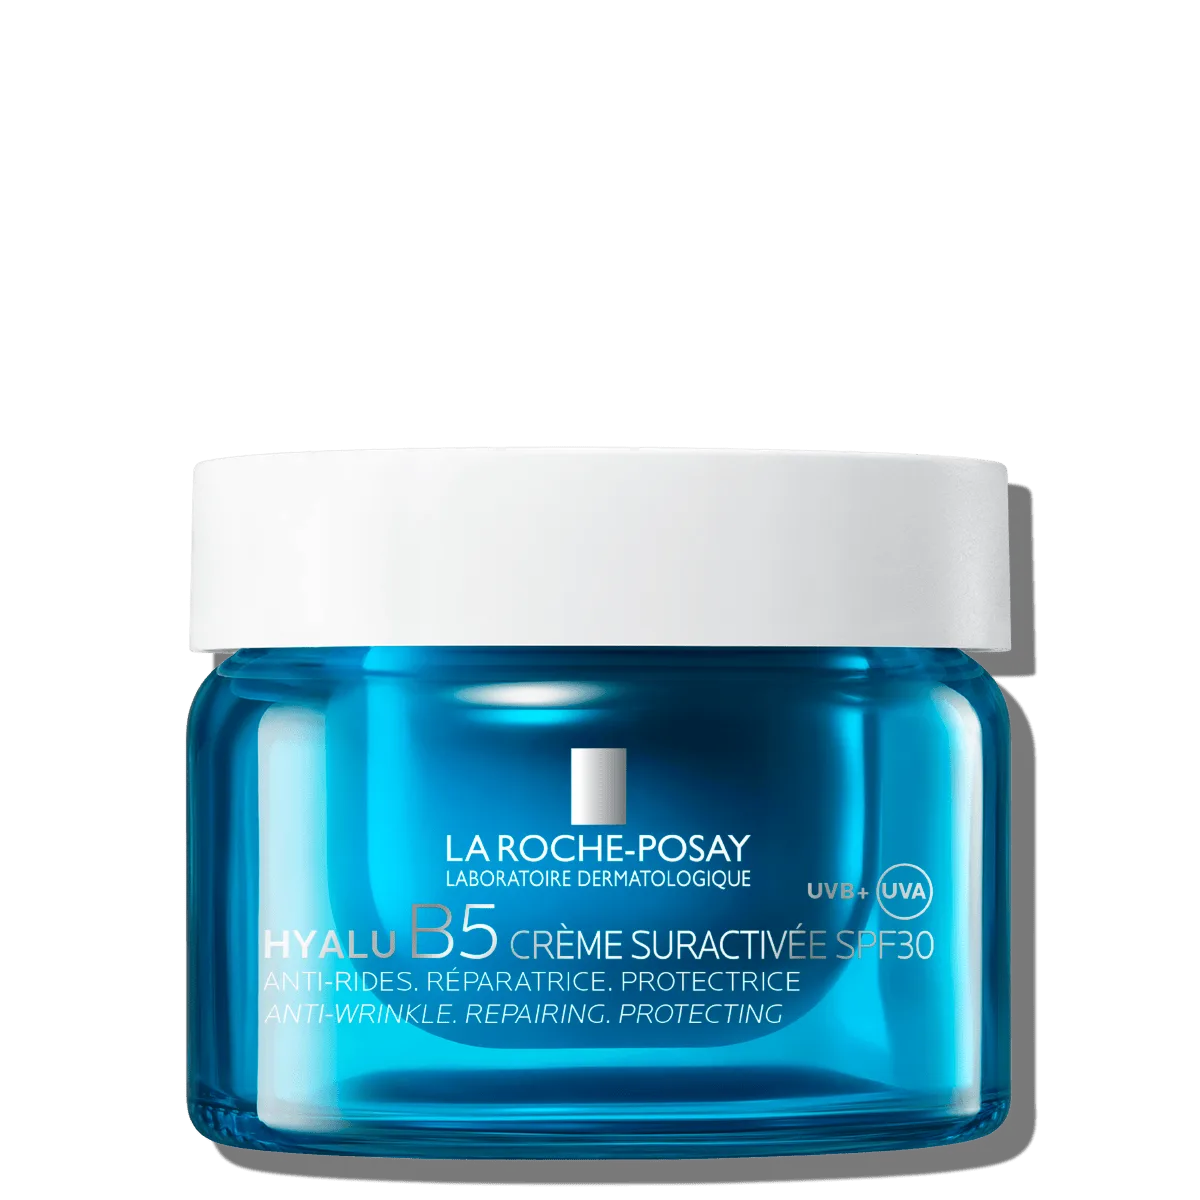 LA ROCHE-POSAY
LABORATOIRE DERMATOLOGIQUE
UVB+ UVA
HYALU B5 CRÈME SURACTIVÉE SPF30
ANTI-RIDES. RÉPARATRICE. PROTECTRICE
ANTI-WRINKLE. REPAIRING. PROTECTING